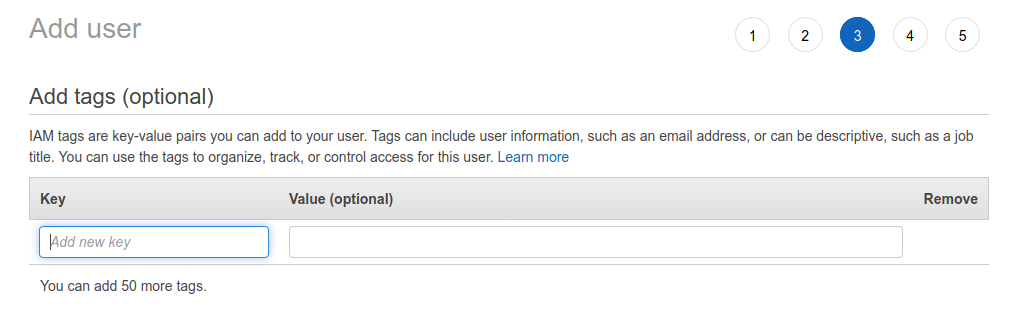 Add user
1 2 3 4 5
Add tags (optional)
IAM tags are key-value pairs you can add to your user. Tags can include user information, such as an email address, or can be descriptive, such as a job
title. You can use the tags to organize, track, or control access for this user. Learn more
Key Value (optional) Remove
Add new key
You can add 50 more tags.